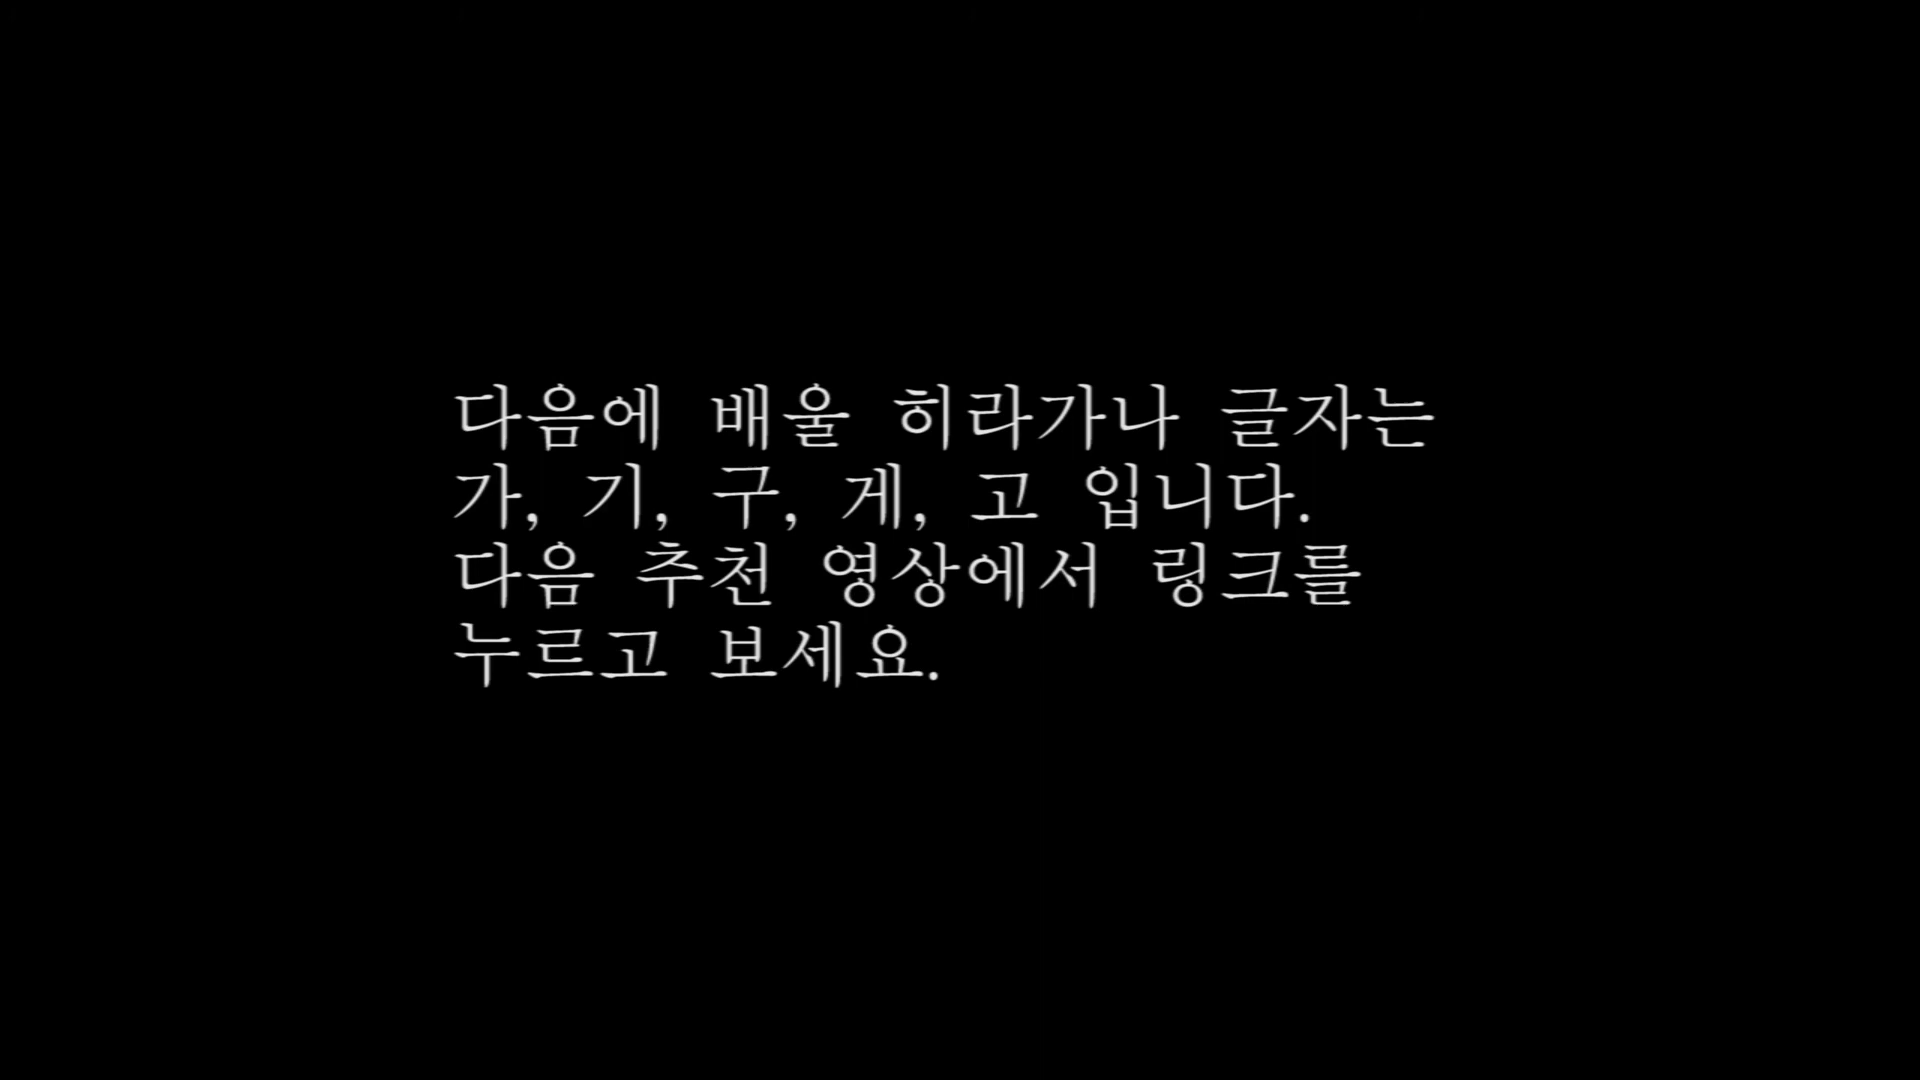 다음에 배울 히라가나 글자는
가, 기, 구, 게, 고 입니다.
다음 추천 영상에서 링크를
누르고 보세요.